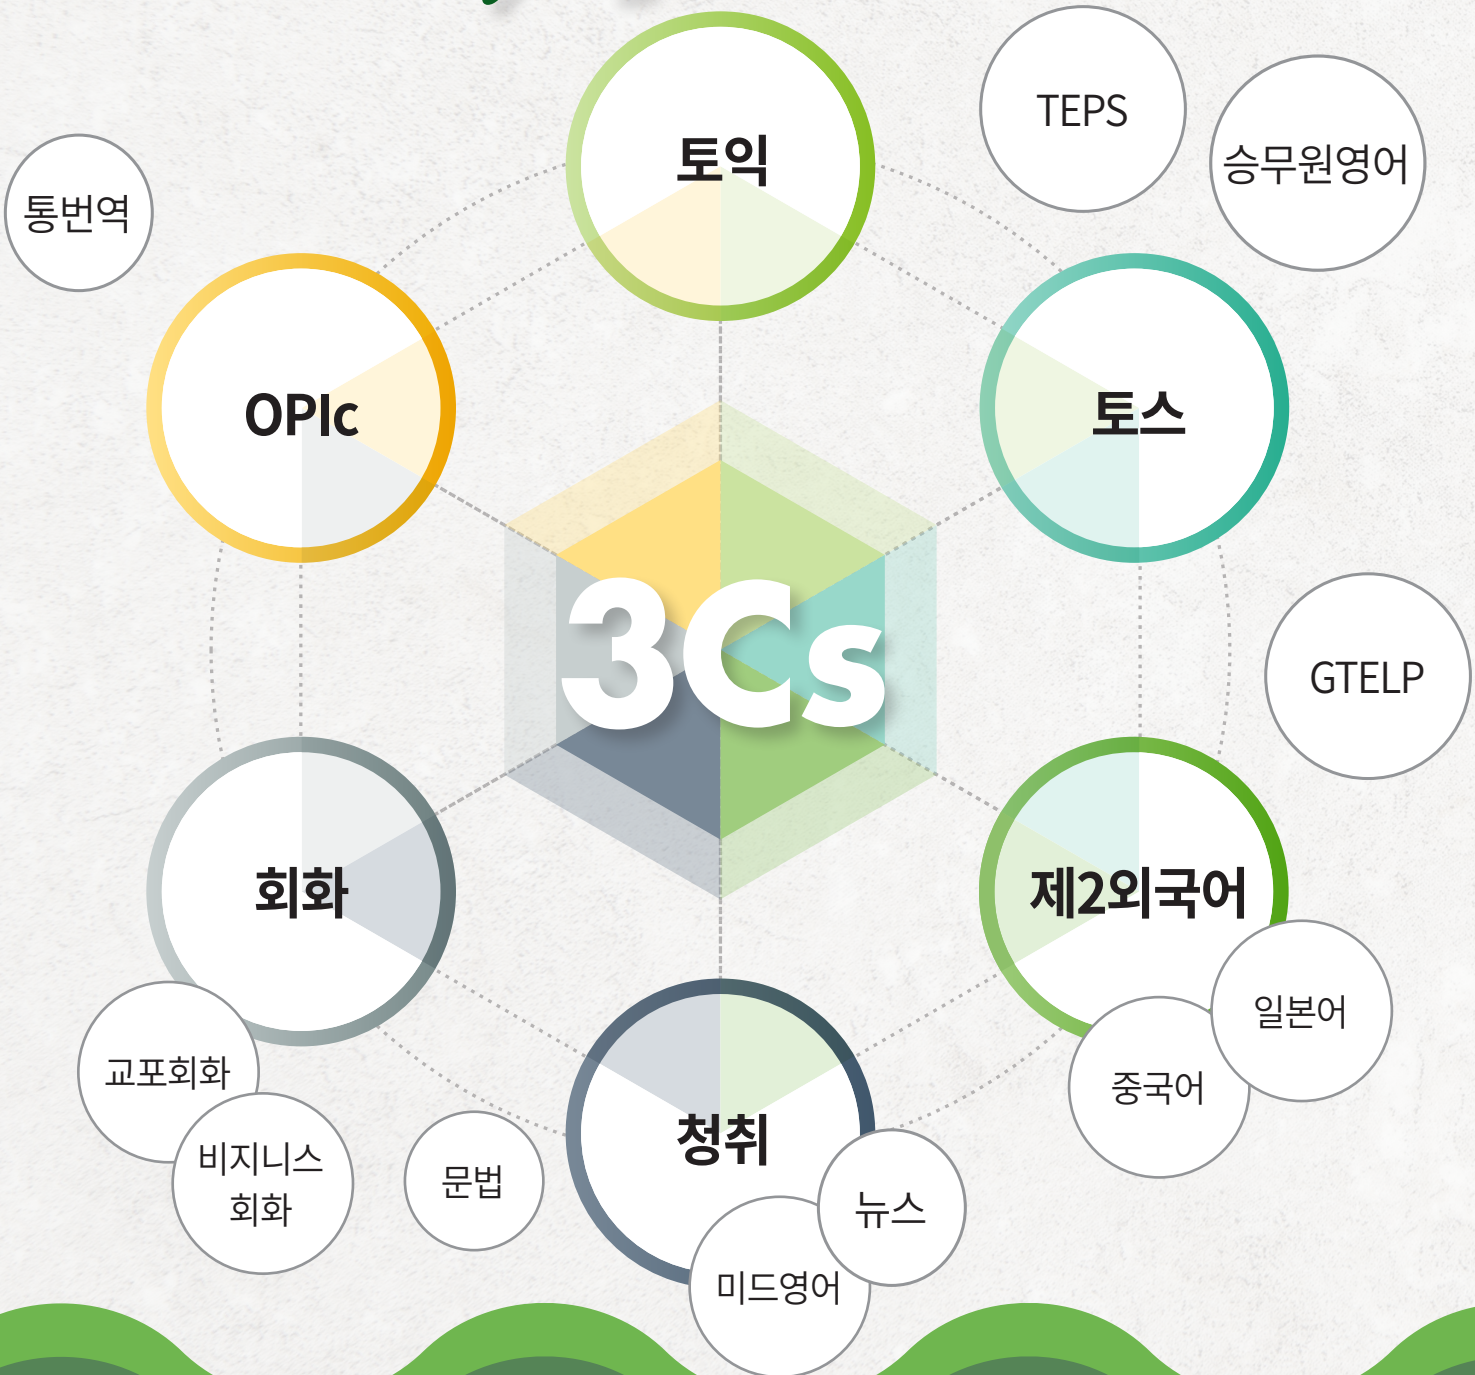 토익
TEPS
승무원영어
통번역
OPIc
토스
3Cs
GTELP
회화
제2외국어
일본어
중국어
교포회화
비지니스
회화
문법
청취
뉴스
미드영어